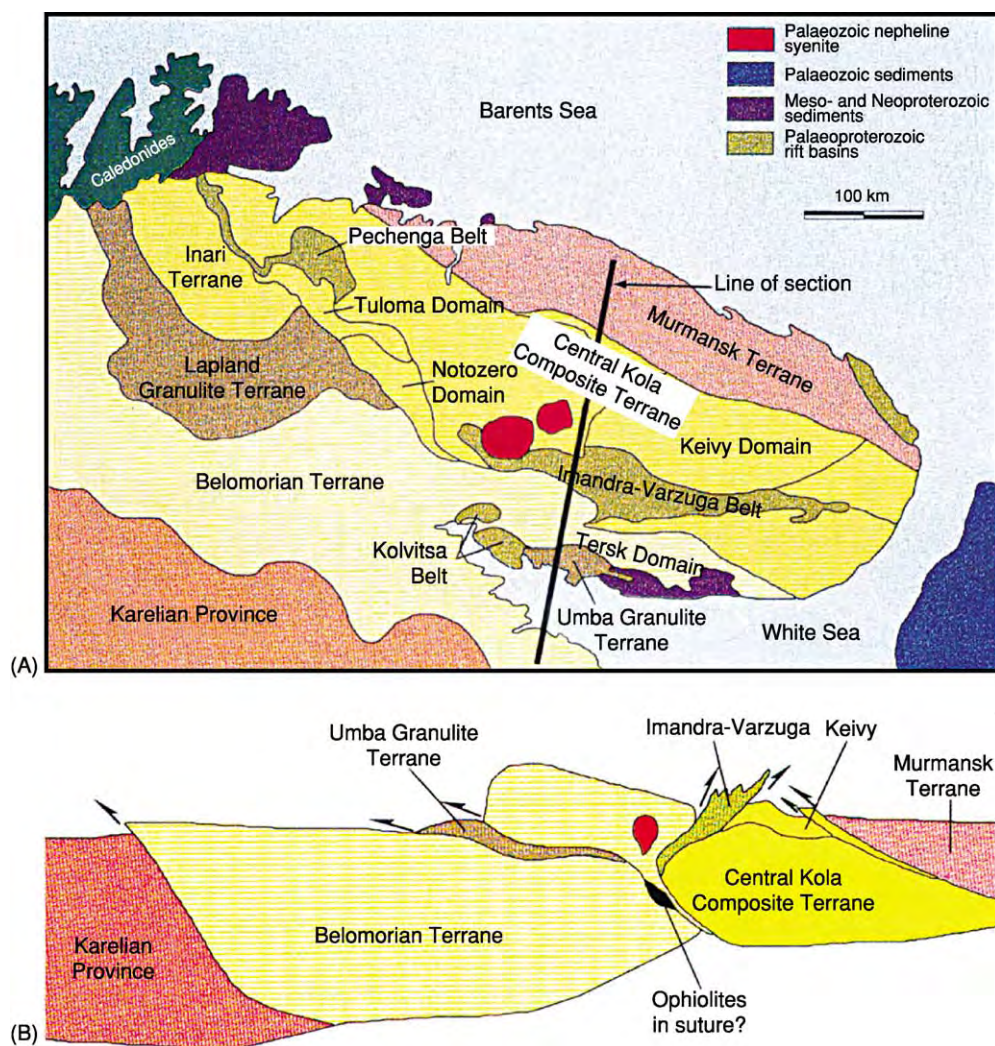 Palaeozoic nepheline
syenite
Palaeozoic sediments
Meso- and Neoproterozoic
sediments
Palaeoproterozoic
rift basins
100 km
Barents Sea
Caledonides
Pechenga Belt
Inari
Terrane
Line of section
Tuloma Domain
Murmansk Terrane
Lapland
Granulite Terrane
Central Kola
Composite Terrane
Notozero
Domain
Keivy Domain
Belomorian Terrane
Imandra-Varzuga Belt
Kolvitsa
Belt
Tersk Domain
Karelian Province
Umba Granulite
Terrane
White Sea
(A)
Umba Granulite
Terrane
Imandra-Varzuga
Keivy
Murmansk
Terrane
Central Kola
Composite Terrane
Karelian
Province
Belomorian Terrane
Ophiolites
in suture?
(B)